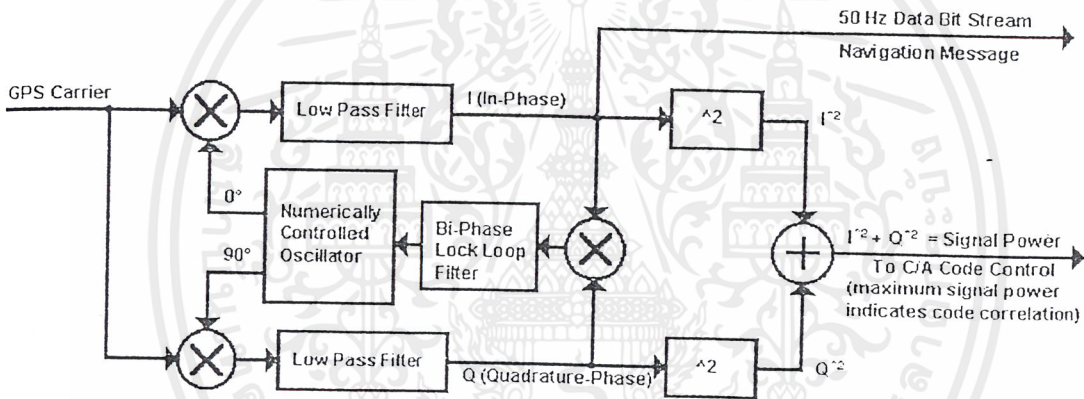 50 Hz Data Bit Stream
Navigation Message
GPS Carrier
Low Pass Filter
I (In-Phase)
^2
I^2
0°
90°
Numerically
Controlled
Oscillator
Bi-Phase
Lock Loop
Filter
I^2 + Q^2 = Signal Power
To C/A Code Control
(maximum signal power
indicates code correlation)
Low Pass Filter
Q (Quadrature-Phase)
^2
Q^2